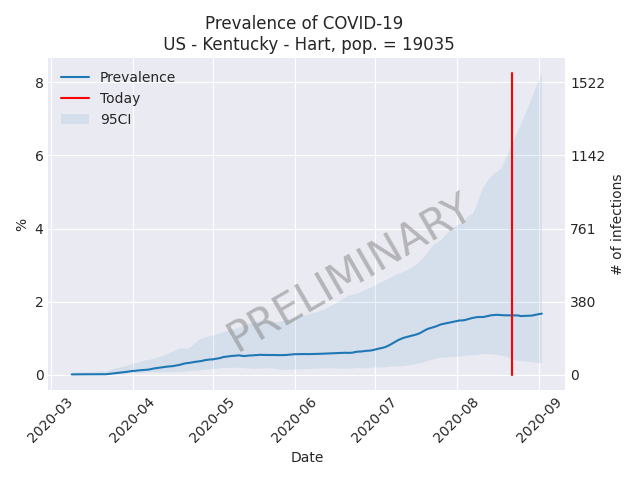 Prevalence of COVID-19
US - Kentucky - Hart, pop. = 19035
Prevalence
Today
95CI
8
6
4
2
0
%
1522
1142
761
380
0
# of infections
PRELIMINARY
2020-03
2020-04
2020-05
2020-06
2020-07
2020-08
2020-09
Date